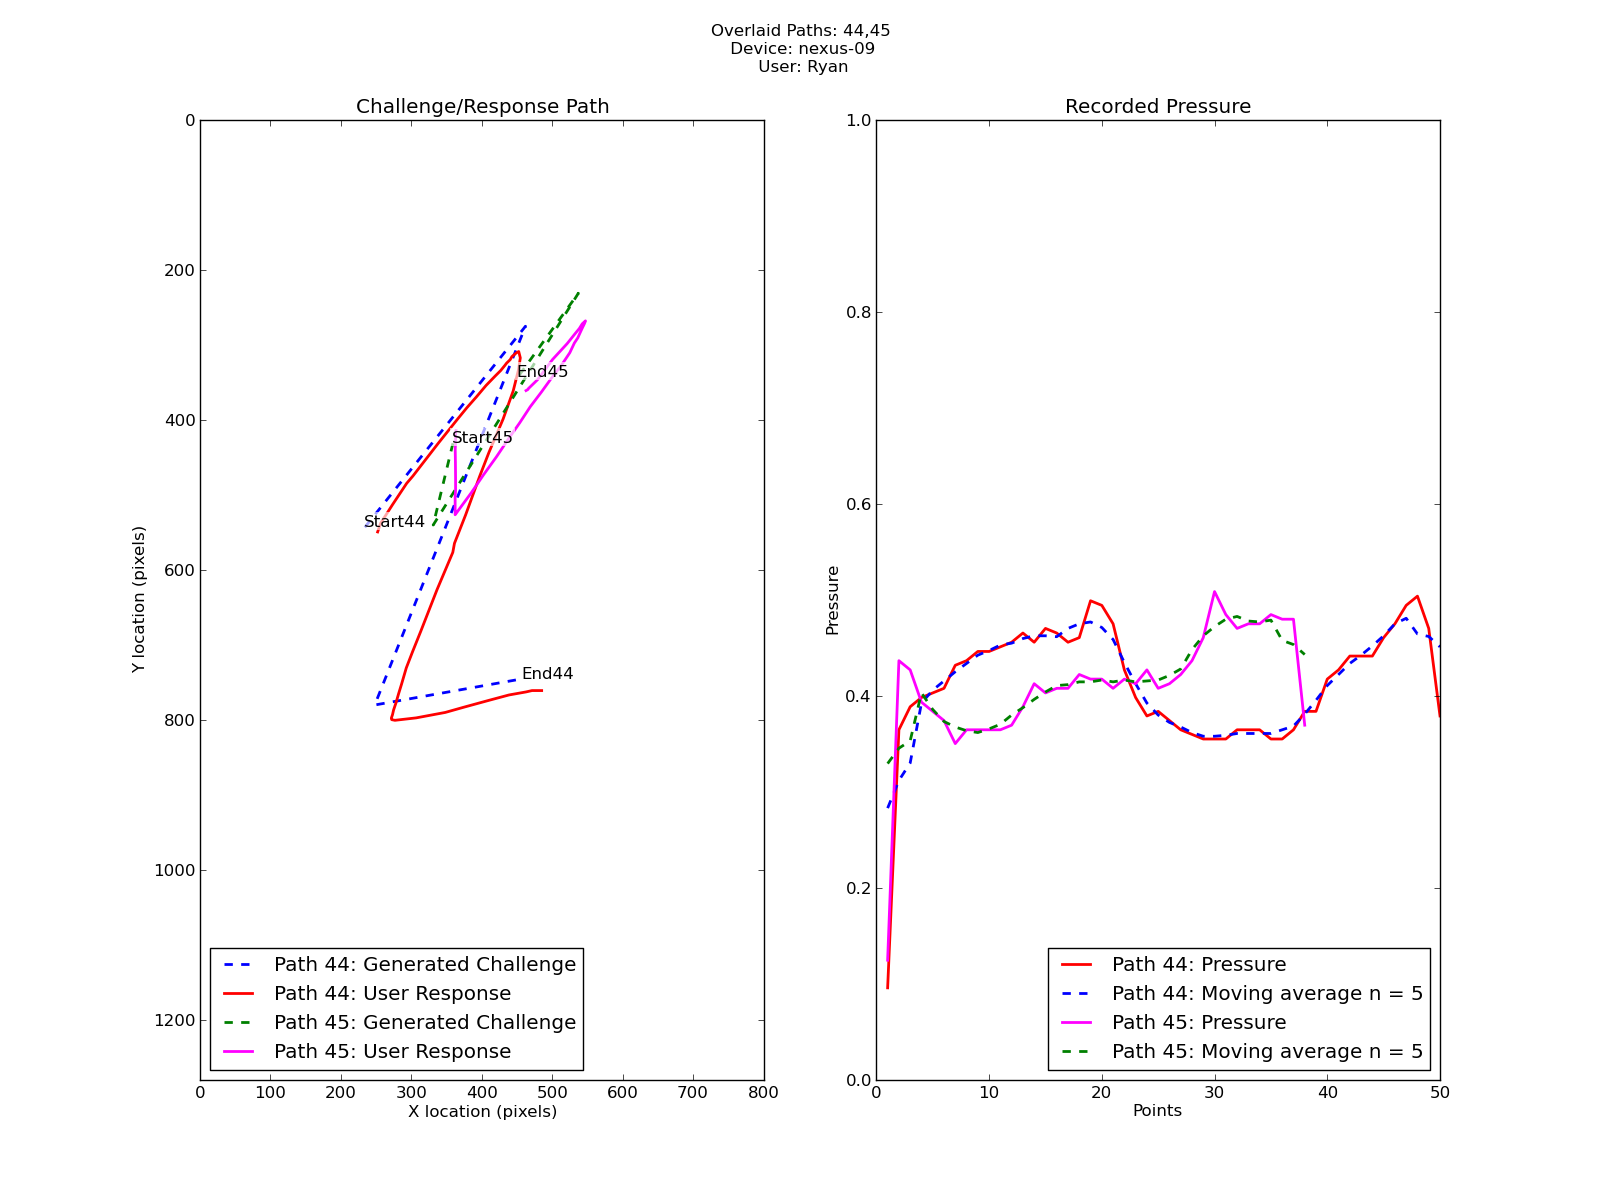 Overlaid Paths: 44,45
Device: nexus-09
User: Ryan
Challenge/Response Path
0
200
400
600
800
1000
1200
Y location (pixels)
End45
Start45
Start44
End44
Path 44: Generated Challenge
Path 44: User Response
Path 45: Generated Challenge
Path 45: User Response
0 100 200 300 400 500 600 700 800
X location (pixels)
Recorded Pressure
1.0
0.8
0.6
0.4
0.2
0.0
Pressure
Path 44: Pressure
Path 44: Moving average n = 5
Path 45: Pressure
Path 45: Moving average n = 5
0 10 20 30 40 50
Points